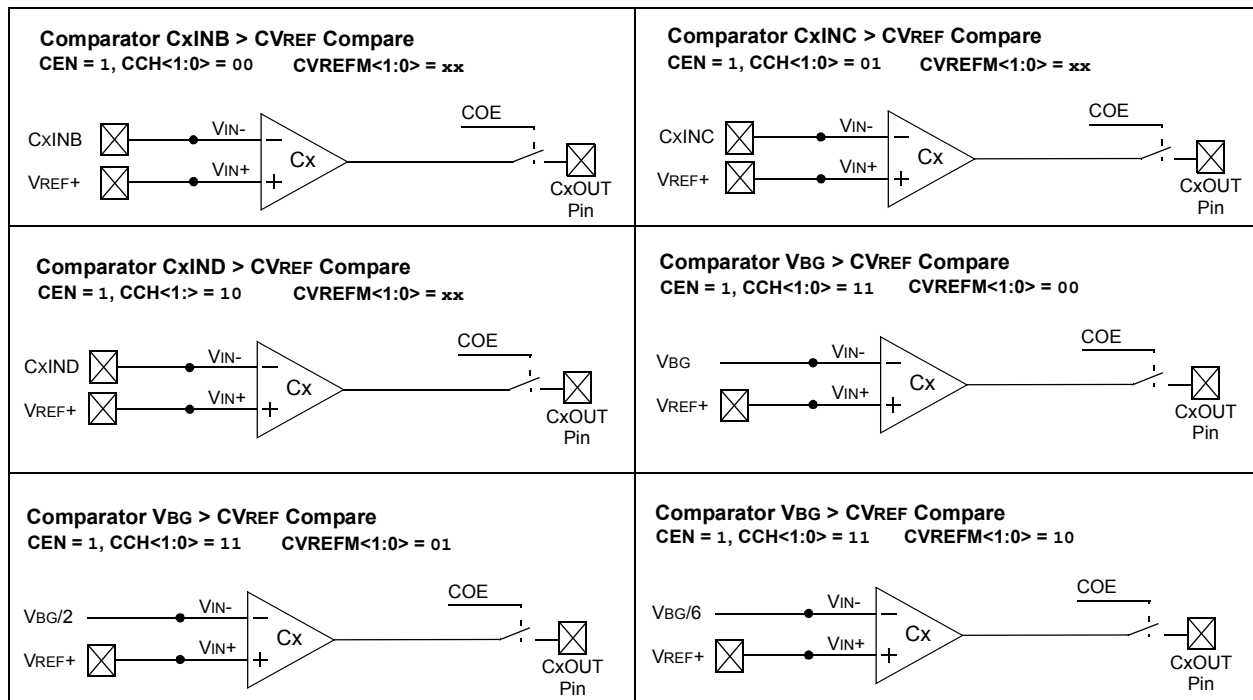 Comparator CxINB > CVREF Compare
CEN = 1, CCH<1:0> = 00 CVREFM<1:0> = xx
COE
CxINB
VIN-
−
Cx
VREF+
VIN+
+
CxOUT
Pin
Comparator CxINC > CVREF Compare
CEN = 1, CCH<1:0> = 01 CVREFM<1:0> = xx
COE
CxINC
VIN-
−
Cx
VREF+
VIN+
+
CxOUT
Pin
Comparator CxIND > CVREF Compare
CEN = 1, CCH<1:> = 10 CVREFM<1:0> = xx
COE
CxIND
VIN-
−
Cx
VREF+
VIN+
+
CxOUT
Pin
Comparator VBG > CVREF Compare
CEN = 1, CCH<1:0> = 11 CVREFM<1:0> = 00
COE
VBG
VIN-
−
Cx
VREF+
VIN+
+
CxOUT
Pin
Comparator VBG > CVREF Compare
CEN = 1, CCH<1:0> = 11 CVREFM<1:0> = 01
COE
VBG/2
VIN-
−
Cx
VREF+
VIN+
+
CxOUT
Pin
Comparator VBG > CVREF Compare
CEN = 1, CCH<1:0> = 11 CVREFM<1:0> = 10
COE
VBG/6
VIN-
−
Cx
VREF+
VIN+
+
CxOUT
Pin